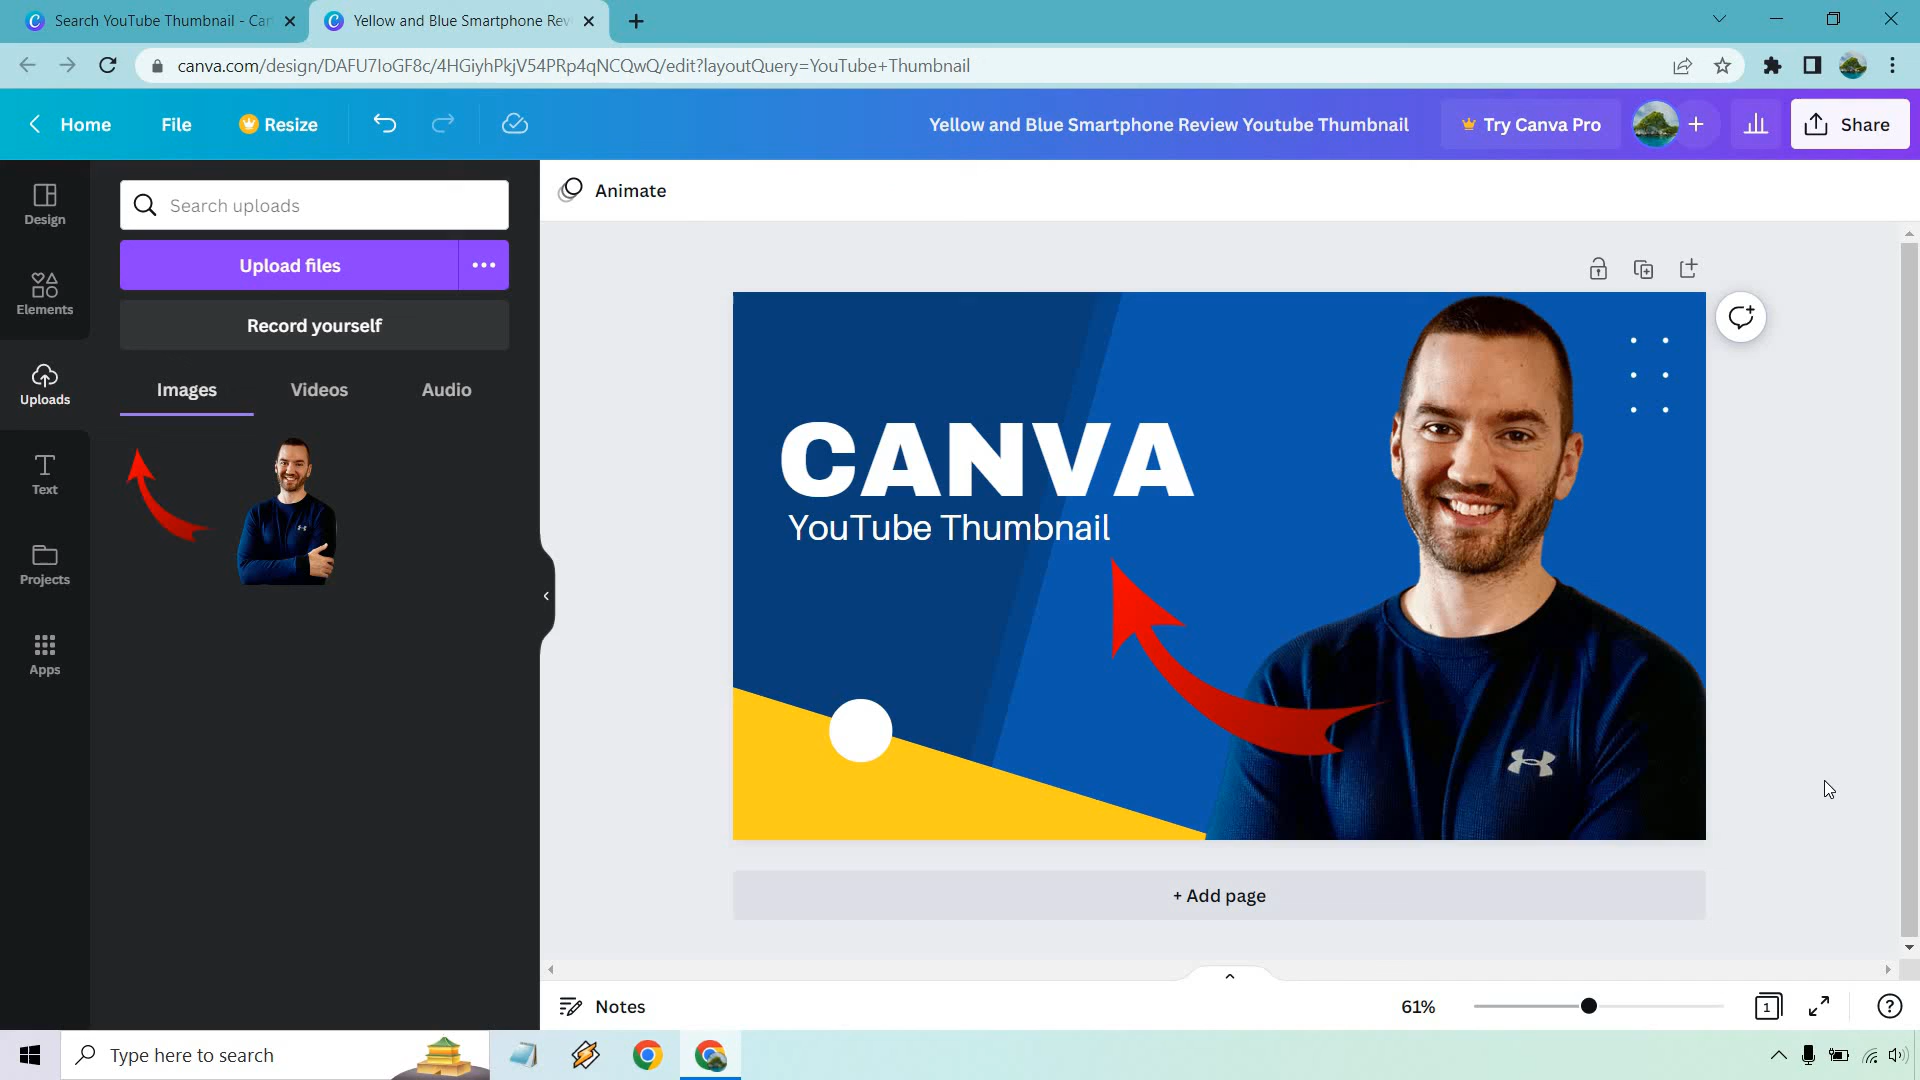 Search YouTube Thumbnail - Can
Yellow and Blue Smartphone Rev
canva.com/design/DAFU7IoGF8c/4HGiyhPkjV54PRp4qNCQwQ/edit?layoutQuery=YouTube+Thumbnail
Home
File
Resize
Yellow and Blue Smartphone Review Youtube Thumbnail
Try Canva Pro
Share
Design
Elements
Uploads
Text
Projects
Apps
Search uploads
Upload files
Record yourself
Images
Videos
Audio
Animate
CANVA
YouTube Thumbnail
+ Add page
Notes
61%
1
Type here to search